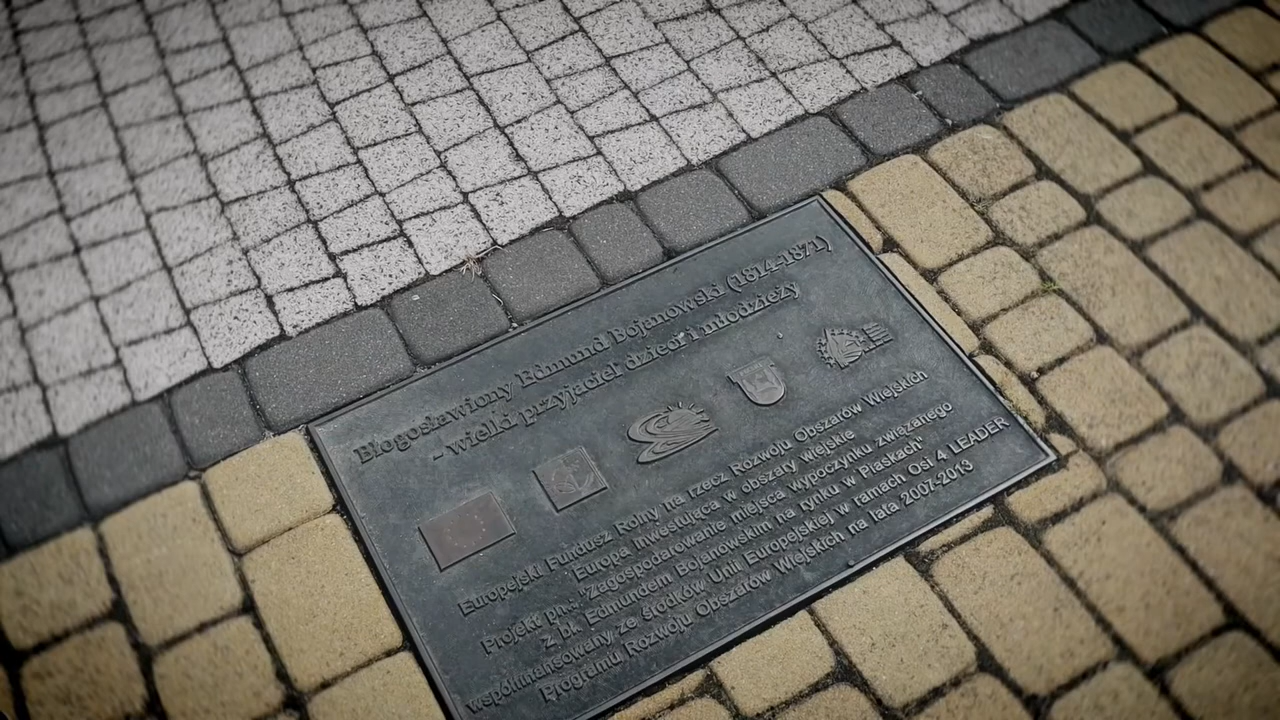 Błogosławiony Edmund Bojanowski (1814-1871)
- wielki przyjaciel dzieci i młodzieży
Europejski Fundusz Rolny na rzecz Rozwoju Obszarów Wiejskich
Europa inwestująca w obszary wiejskie
Projekt pn.: "Zagospodarowanie miejsca wypoczynku związanego
z bł. Edmundem Bojanowskim na rynku w Piaskach"
współfinansowany ze środków Unii Europejskiej w ramach Osi 4 LEADER
Programu Rozwoju Obszarów Wiejskich na lata 2007-2013